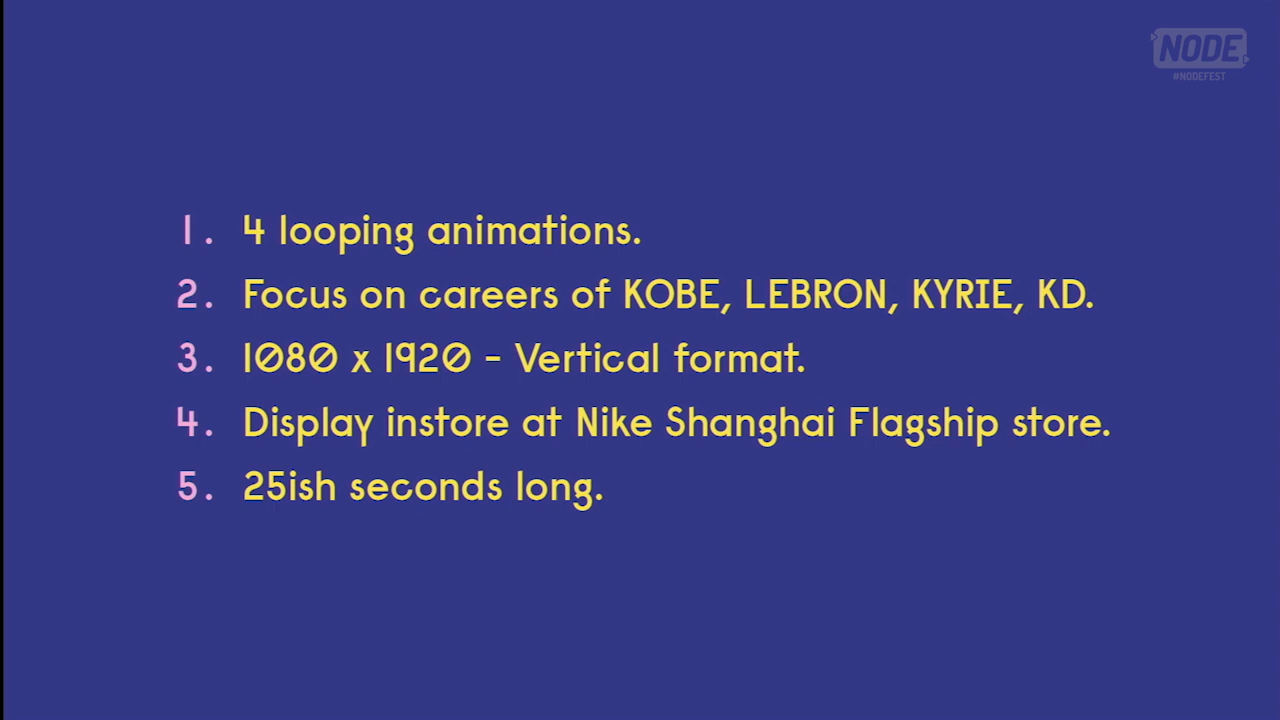 NODE
#NODEFEST
1. 4 looping animations.
2. Focus on careers of KOBE, LEBRON, KYRIE, KD.
3. 1080 x 1920 - Vertical format.
4. Display instore at Nike Shanghai Flagship store.
5. 25ish seconds long.